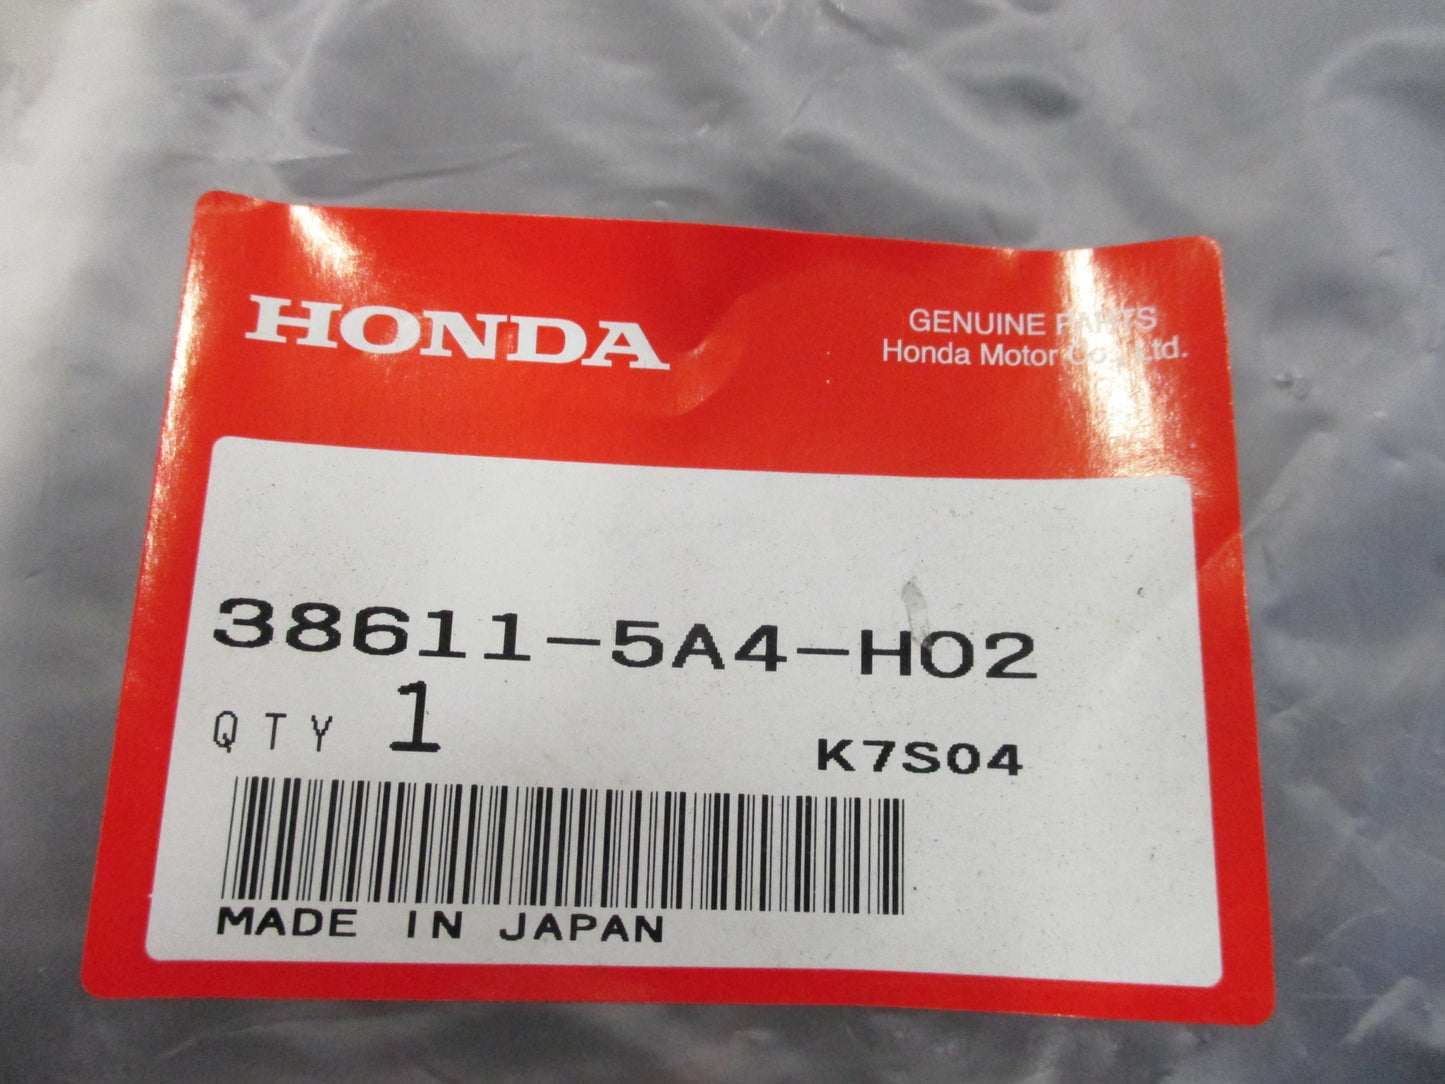 HONDA
GENUINE PARTS
Honda Motor Co., Ltd.
38611-5A4-H02
QTY 1
K7S04
MADE IN JAPAN